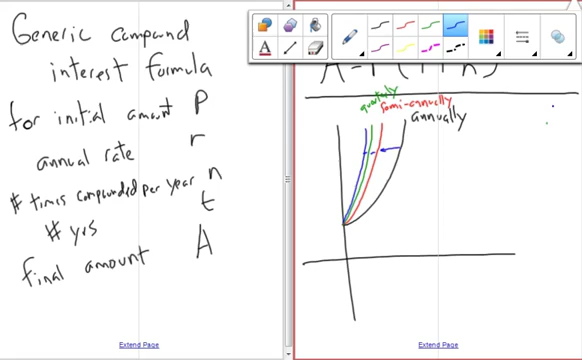 Generic compound
interest formula
for initial amount P
annual rate r
# times compounded per year n
# yrs t
final amount A
quarterly
semi-annually
annually
Extend Page
Extend Page